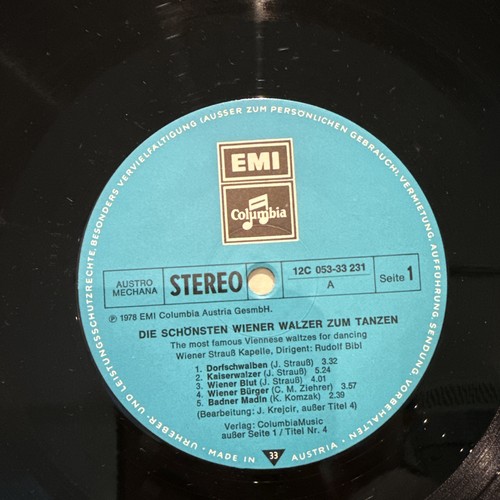 URHEBER- UND LEISTUNGSSCHUTZRECHTE, BESONDERS VERVIELFÄLTIGUNG (AUSSER ZUM PERSÖNLICHEN GEBRAUCH), VERMIETUNG, AUFFÜHRUNG, SENDUNG VORBEHALTEN
EMI
Columbia
AUSTRO
MECHANA
STEREO
12C 053-33 231
A
Seite 1
℗ 1978 EMI Columbia Austria GesmbH.
DIE SCHÖNSTEN WIENER WALZER ZUM TANZEN
The most famous Viennese waltzes for dancing
Wiener Strauß Kapelle, Dirigent: Rudolf Bibl
1. Dorfschwalben (J. Strauß) 3.32
2. Kaiserwalzer (J. Strauß) 5.24
3. Wiener Blut (J. Strauß) 4.01
4. Wiener Bürger (C. M. Ziehrer) 3.57
5. Badner Madln (K. Komzak) 2.39
(Bearbeitung: J. Krejcir, außer Titel 4)
Verlag: ColumbiaMusic
außer Seite 1 / Titel Nr. 4
MADE IN 33 AUSTRIA